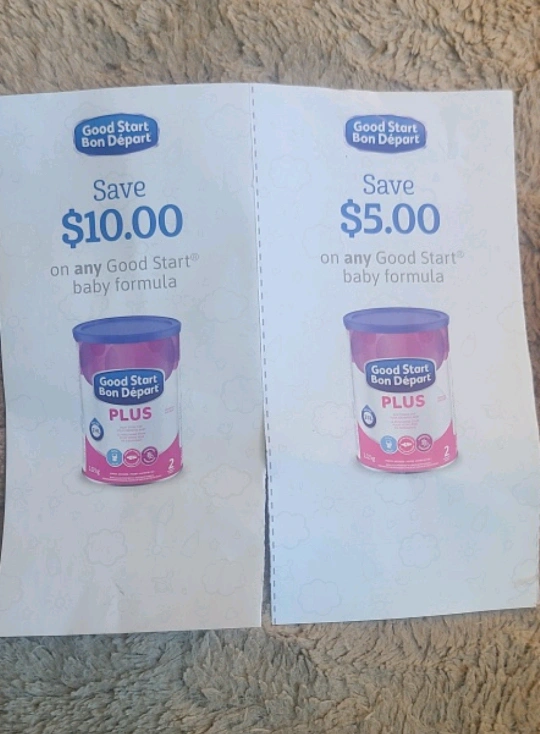 Good Start
Bon Départ
Save
$10.00
on any Good Start®
baby formula
Good Start
Bon Départ
PLUS
2
Good Start
Bon Départ
Save
$5.00
on any Good Start®
baby formula
Good Start
Bon Départ
PLUS
2